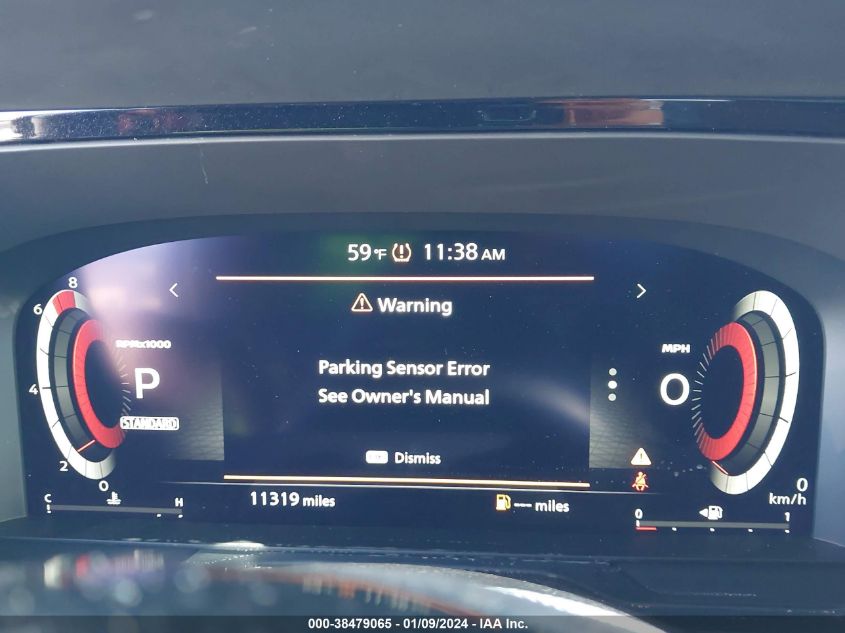 59°F 11:38 AM
8
Warning
6
RPMx1000
MPH
Parking Sensor Error
P
0
4
See Owner's Manual
STANDARD
Dismiss
2
0
0
C H
11319 miles
--- miles
km/h
0 1
000-38479065 - 01/09/2024 - IAA Inc.